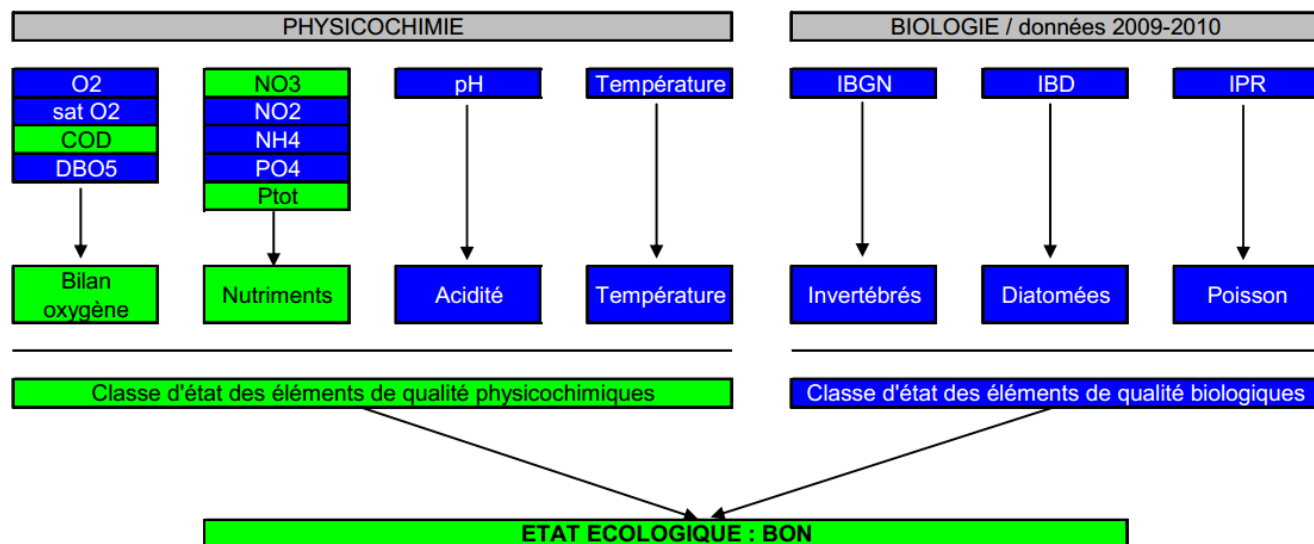 PHYSICOCHIMIE
BIOLOGIE / données 2009-2010
O2
sat O2
COD
DBO5
NO3
NO2
NH4
PO4
Ptot
pH
Température
IBGN
IBD
IPR
Bilan
oxygène
Nutriments
Acidité
Température
Invertébrés
Diatomées
Poisson
Classe d'état des éléments de qualité physicochimiques
Classe d'état des éléments de qualité biologiques
ETAT ECOLOGIQUE : BON